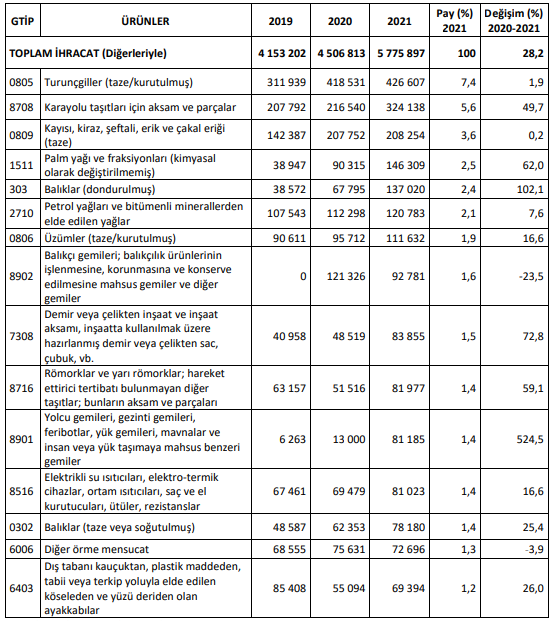 GTİP ÜRÜNLER 2019 2020 2021 Pay (%) 2021 Değişim (%) 2020-2021
TOPLAM İHRACAT (Diğerleriyle) 4 153 202 4 506 813 5 775 897 100 28,2
0805 Turunçgiller (taze/kurutulmuş) 311 939 418 531 426 607 7,4 1,9
8708 Karayolu taşıtları için aksam ve parçalar 207 792 216 540 324 138 5,6 49,7
0809 Kayısı, kiraz, şeftali, erik ve çakal eriği
(taze) 142 387 207 752 208 254 3,6 0,2
1511 Palm yağı ve fraksiyonları (kimyasal
olarak değiştirilmemiş) 38 947 90 315 146 309 2,5 62,0
303 Balıklar (dondurulmuş) 38 572 67 795 137 020 2,4 102,1
2710 Petrol yağları ve bitümenli minerallerden
elde edilen yağlar 107 543 112 298 120 783 2,1 7,6
0806 Üzümler (taze/kurutulmuş) 90 611 95 712 111 632 1,9 16,6
8902 Balıkçı gemileri; balıkçılık ürünlerinin
işlenmesine, korunmasına ve konserve
edilmesine mahsus gemiler ve diğer
gemiler 0 121 326 92 781 1,6 -23,5
7308 Demir veya çelikten inşaat ve inşaat
aksamı, inşaatta kullanılmak üzere
hazırlanmış demir veya çelikten sac,
çubuk, vb. 40 958 48 519 83 855 1,5 72,8
8716 Römorklar ve yarı römorklar; hareket
ettirici tertibatı bulunmayan diğer
taşıtlar; bunların aksam ve parçaları 63 157 51 516 81 977 1,4 59,1
8901 Yolcu gemileri, gezinti gemileri,
feribotlar, yük gemileri, mavnalar ve
insan veya yük taşımaya mahsus benzeri
gemiler 6 263 13 000 81 185 1,4 524,5
8516 Elektrikli su ısıtıcıları, elektro-termik
cihazlar, ortam ısıtıcıları, saç ve el
kurutucuları, ütüler, rezistanslar 67 461 69 479 81 023 1,4 16,6
0302 Balıklar (taze veya soğutulmuş) 48 587 62 353 78 180 1,4 25,4
6006 Diğer örme mensucat 68 555 75 631 72 696 1,3 -3,9
6403 Dış tabanı kauçuktan, plastik maddeden,
tabii veya terkip yoluyla elde edilen
köseleden ve yüzü deriden olan
ayakkabılar 85 408 55 094 69 394 1,2 26,0